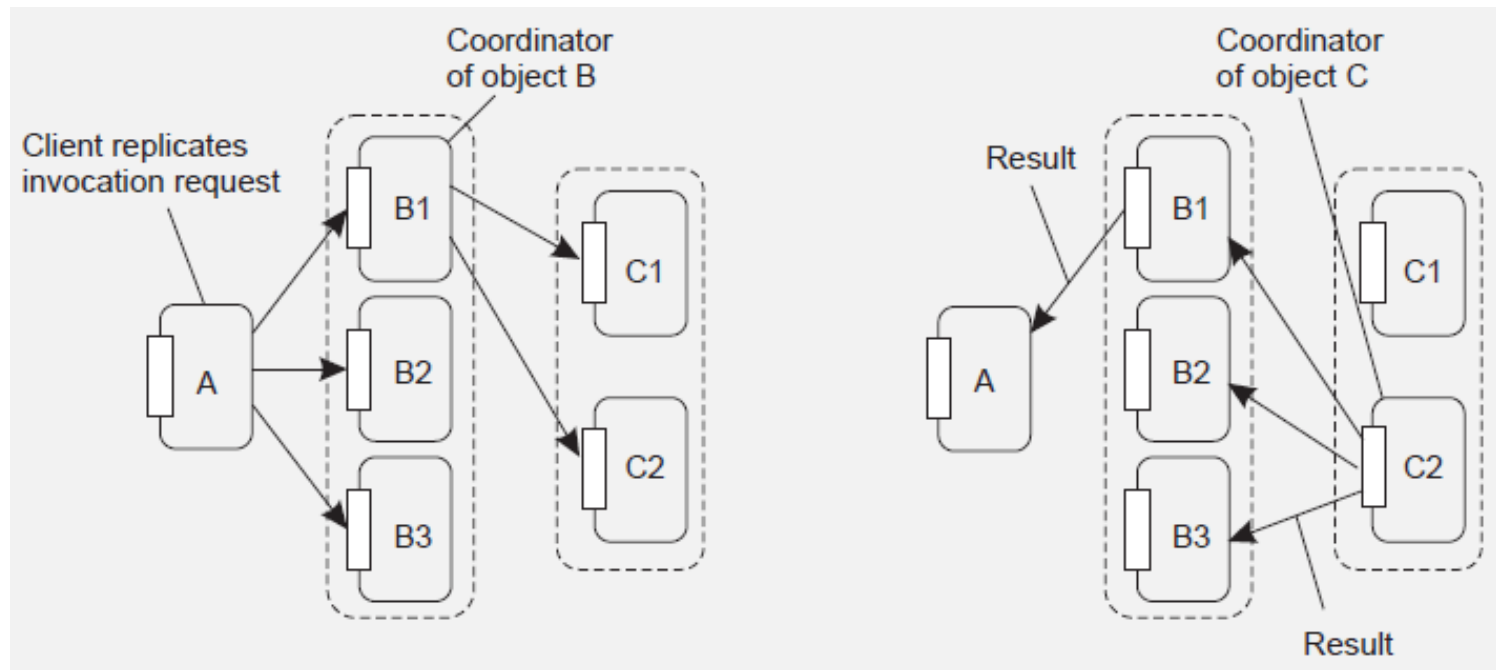 Coordinator
of object B
Client replicates
invocation request
B1
C1
A
B2
C2
B3
Coordinator
of object C
Result
B1
C1
A
B2
C2
B3
Result